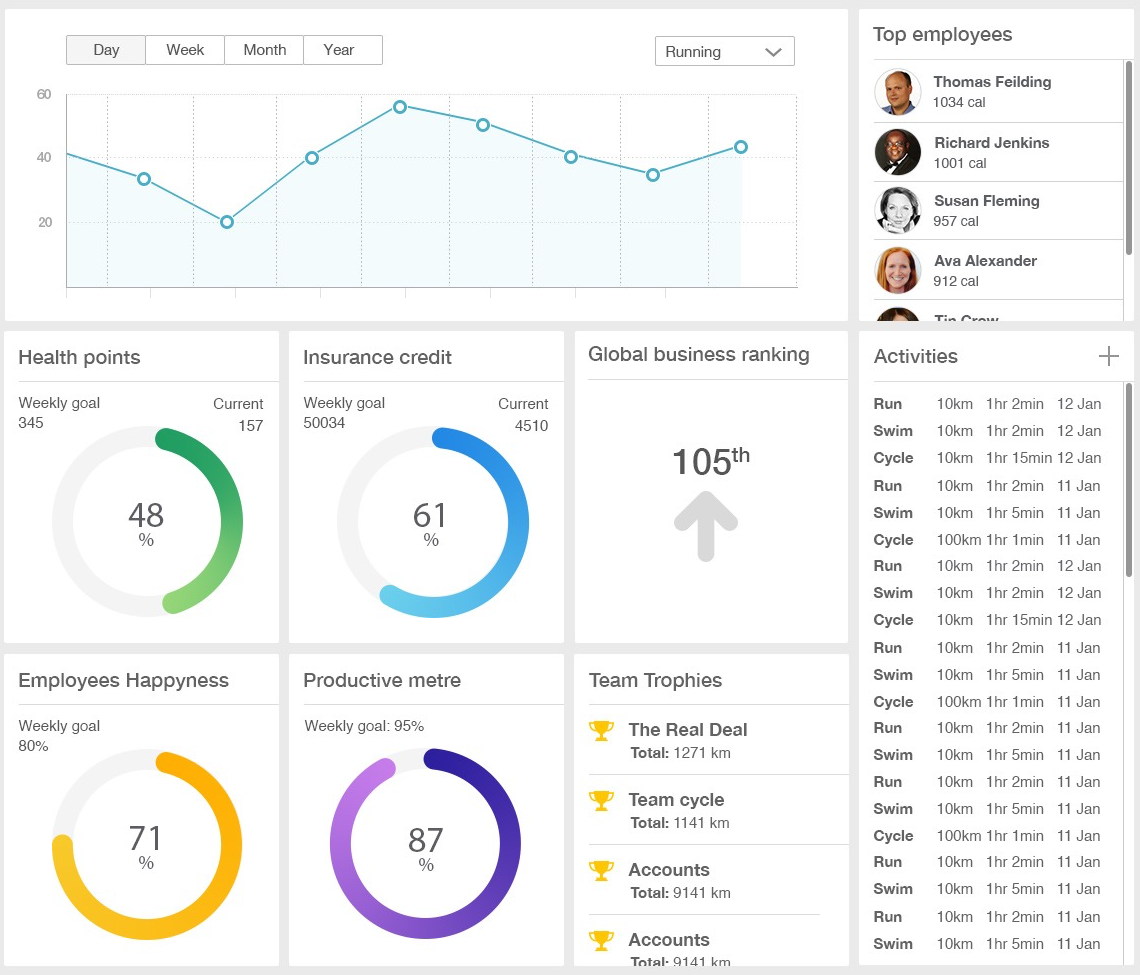 Day Week Month Year
Running
60
40
20
Top employees
Thomas Feilding
1034 cal
Richard Jenkins
1001 cal
Susan Fleming
957 cal
Ava Alexander
912 cal
Health points
Weekly goal
345
Current
157
48
%
Insurance credit
Weekly goal
50034
Current
4510
61
%
Global business ranking
105th
Activities
Run 10km 1hr 2min 12 Jan
Swim 10km 1hr 2min 12 Jan
Cycle 10km 1hr 15min 12 Jan
Run 10km 1hr 2min 11 Jan
Swim 10km 1hr 5min 11 Jan
Cycle 100km 1hr 1min 11 Jan
Run 10km 1hr 2min 12 Jan
Swim 10km 1hr 2min 12 Jan
Cycle 10km 1hr 15min 12 Jan
Run 10km 1hr 2min 11 Jan
Swim 10km 1hr 5min 11 Jan
Cycle 100km 1hr 1min 11 Jan
Run 10km 1hr 2min 11 Jan
Swim 10km 1hr 5min 11 Jan
Run 10km 1hr 2min 11 Jan
Swim 10km 1hr 5min 11 Jan
Cycle 100km 1hr 1min 11 Jan
Run 10km 1hr 2min 11 Jan
Swim 10km 1hr 5min 11 Jan
Run 10km 1hr 2min 11 Jan
Swim 10km 1hr 5min 11 Jan
Employees Happyness
Weekly goal
80%
71
%
Productive metre
Weekly goal: 95%
87
%
Team Trophies
The Real Deal
Total: 1271 km
Team cycle
Total: 1141 km
Accounts
Total: 9141 km
Accounts
Total: 9141 km